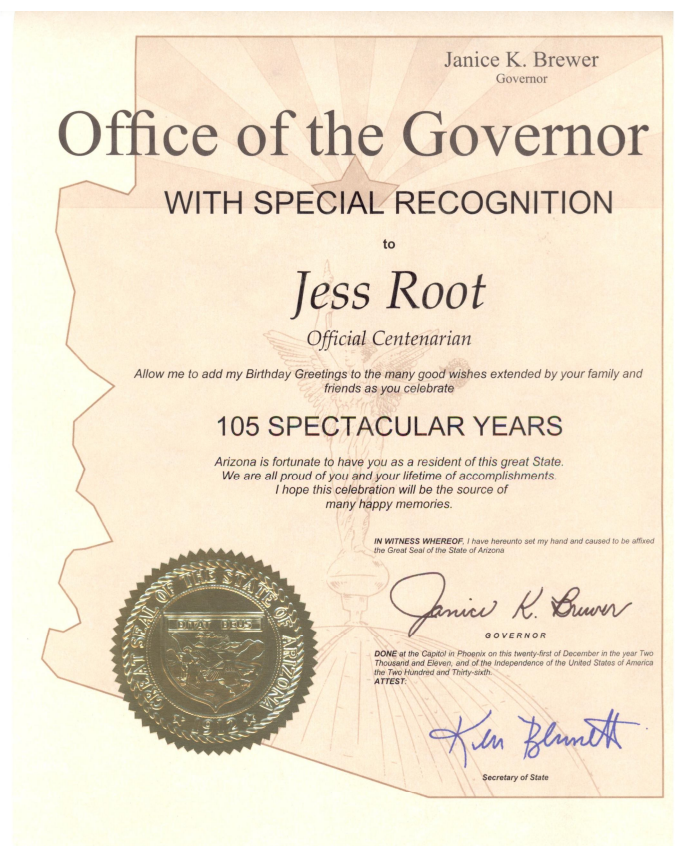 Janice K. Brewer
Governor
Office of the Governor
WITH SPECIAL RECOGNITION
to
Jess Root
Official Centenarian
Allow me to add my Birthday Greetings to the many good wishes extended by your family and
friends as you celebrate
105 SPECTACULAR YEARS
Arizona is fortunate to have you as a resident of this great State.
We are all proud of you and your lifetime of accomplishments.
I hope this celebration will be the source of
many happy memories.
IN WITNESS WHEREOF, I have hereunto set my hand and caused to be affixed
the Great Seal of the State of Arizona
Janice K. Brewer
GOVERNOR
DONE at the Capitol in Phoenix on this twenty-first of December in the year Two
Thousand and Eleven, and of the Independence of the United States of America
the Two Hundred and Thirty-sixth.
ATTEST:
Ken Bennett
Secretary of State
GREAT SEAL OF THE STATE OF ARIZONA
DITAT DEUS
1912